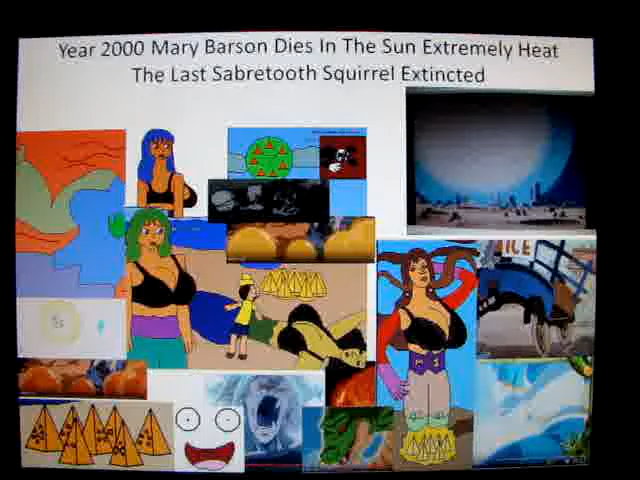 Year 2000 Mary Barson Dies In The Sun Extremely Heat
The Last Sabretooth Squirrel Extincted